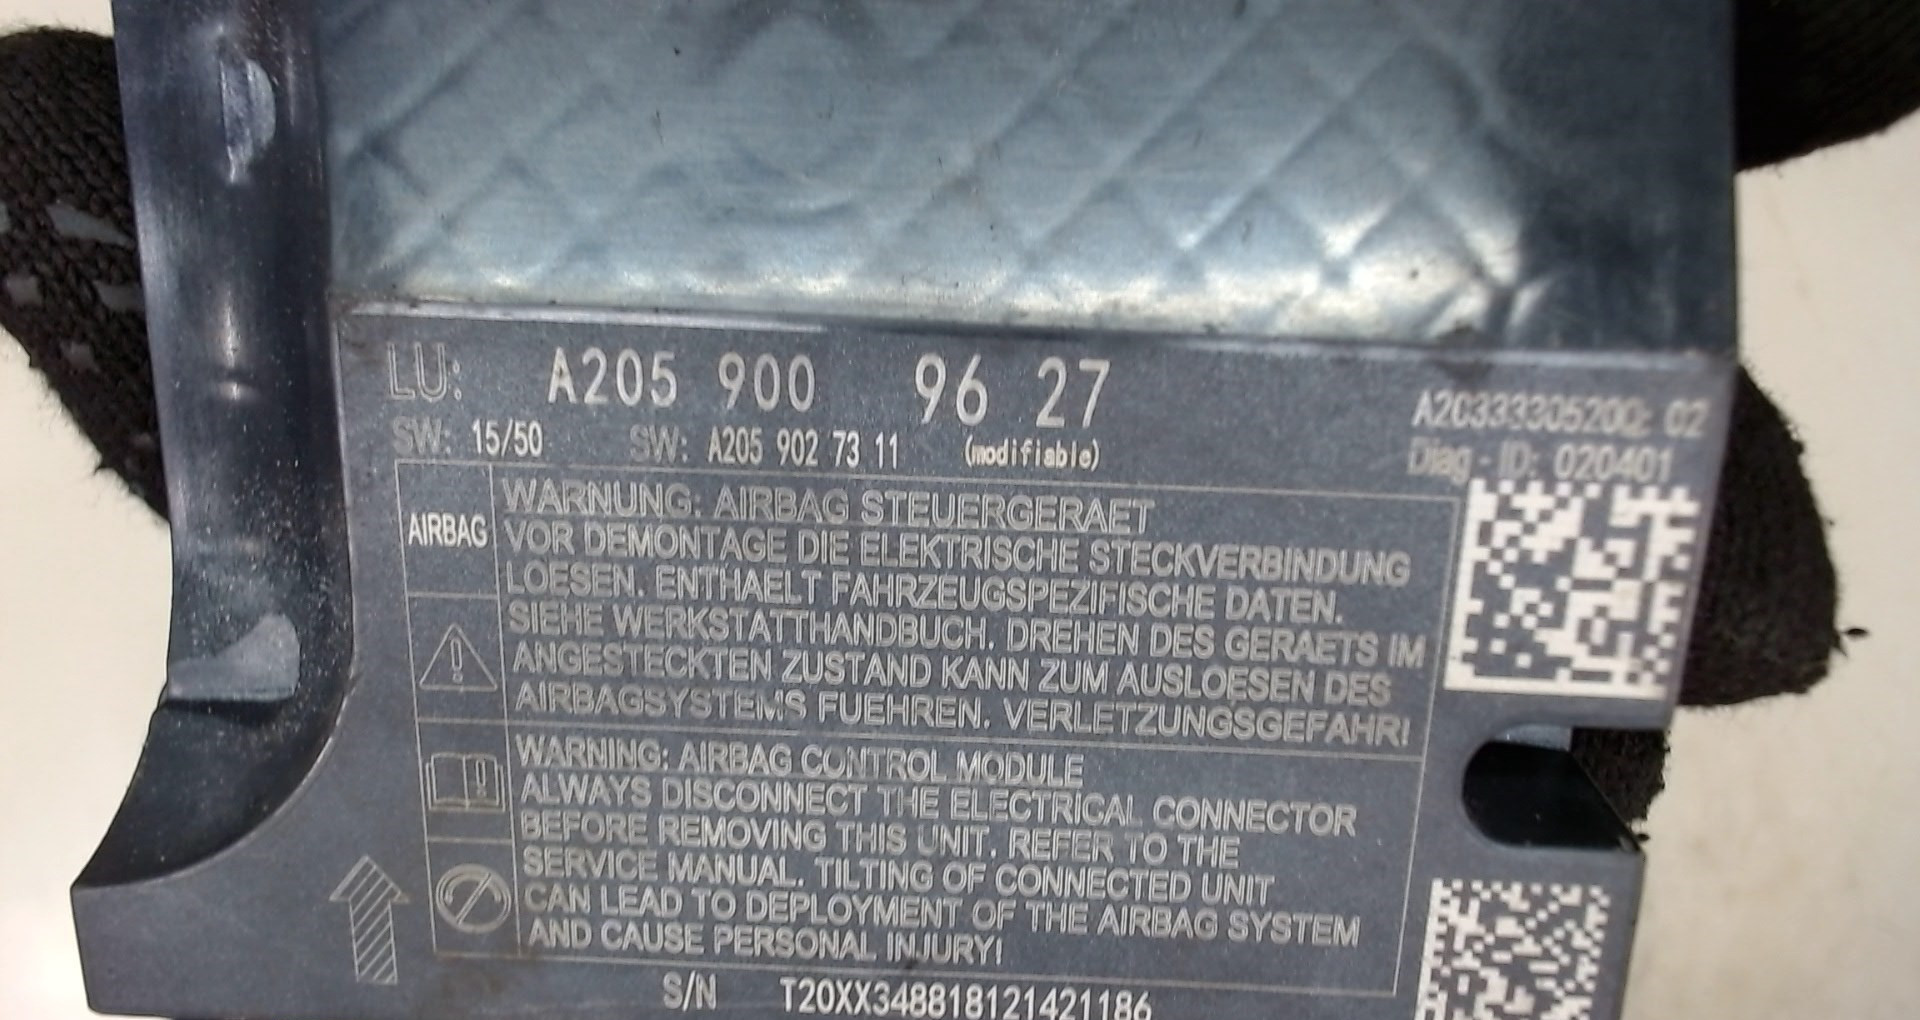 LU: A205 900 96 27
SW: 15/50 SW: A205 902 73 11 (modifiable)
Diag - ID: 020401
AIRBAG
WARNUNG: AIRBAG STEUERGERAET
VOR DEMONTAGE DIE ELEKTRISCHE STECKVERBINDUNG
LOESEN. ENTHAELT FAHRZEUGSPEZIFISCHE DATEN.
SIEHE WERKSTATTHANDBUCH. DREHEN DES GERAETS IM
ANGESTECKTEN ZUSTAND KANN ZUM AUSLOESEN DES
AIRBAGSYSTEMS FUEHREN. VERLETZUNGSGEFAHR!
WARNING: AIRBAG CONTROL MODULE
ALWAYS DISCONNECT THE ELECTRICAL CONNECTOR
BEFORE REMOVING THIS UNIT. REFER TO THE
SERVICE MANUAL. TILTING OF CONNECTED UNIT
CAN LEAD TO DEPLOYMENT OF THE AIRBAG SYSTEM
AND CAUSE PERSONAL INJURY!
S/N T20XX348818121421186